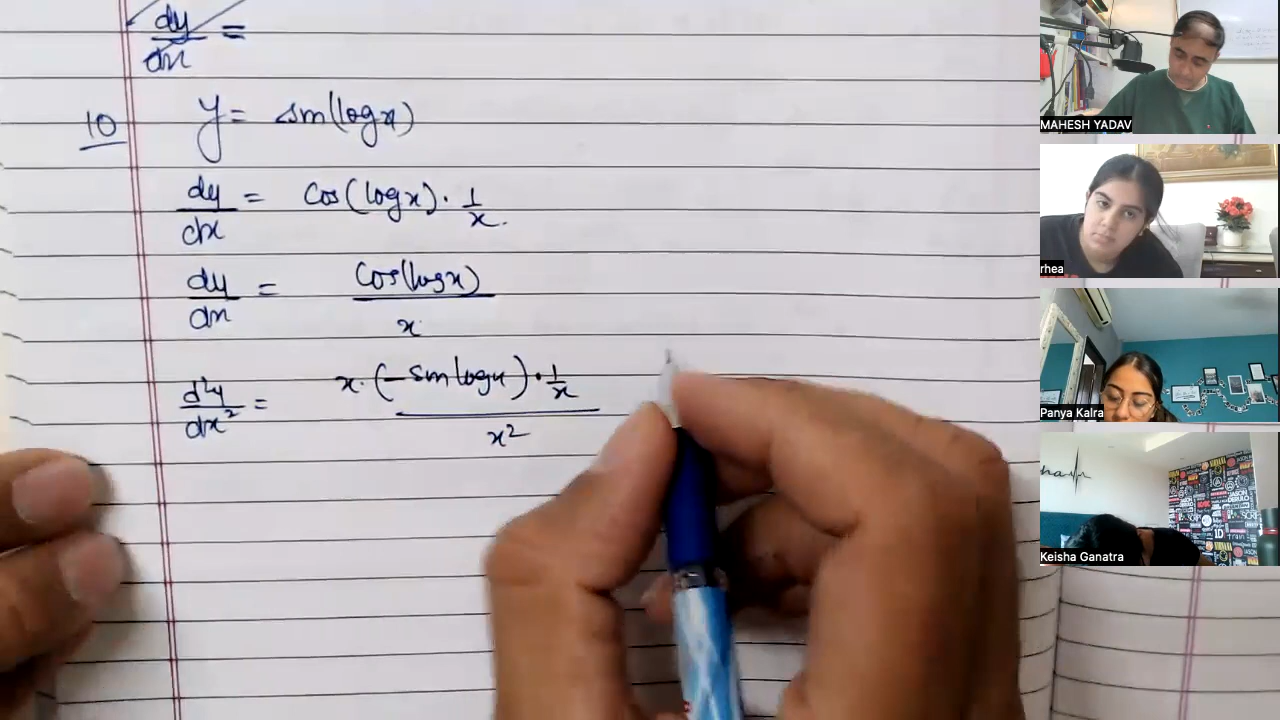 dy/dx =
10 y = sin(log x)
dy/dx = cos(log x) · 1/x.
dy/dx = cos(log x) / x
d²y/dx² = x · (-sin log x) · 1/x / x²
MAHESH YADAV
rhea
Panya Kalra
Keisha Ganatra